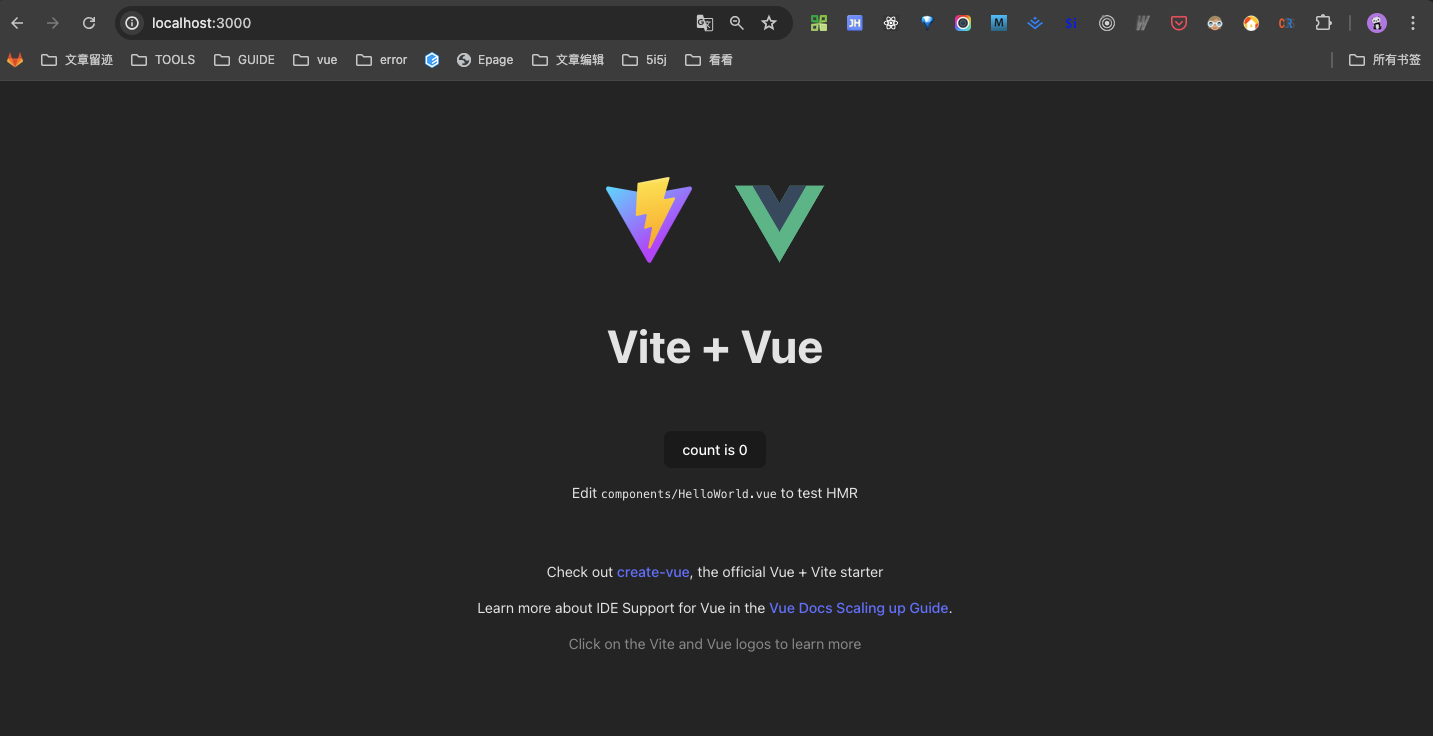 localhost:3000
JH M Si W CR
文章留迹 TOOLS GUIDE vue error Epage 文章编辑 5i5j 看看 所有书签
Vite + Vue
count is 0
Edit components/HelloWorld.vue to test HMR
Check out create-vue, the official Vue + Vite starter
Learn more about IDE Support for Vue in the Vue Docs Scaling up Guide.
Click on the Vite and Vue logos to learn more